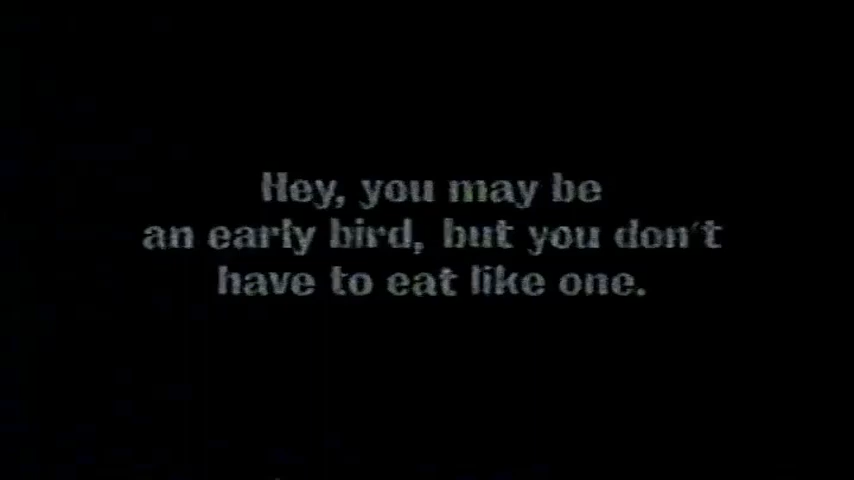 Hey, you may be
an early bird, but you don't
have to eat like one.